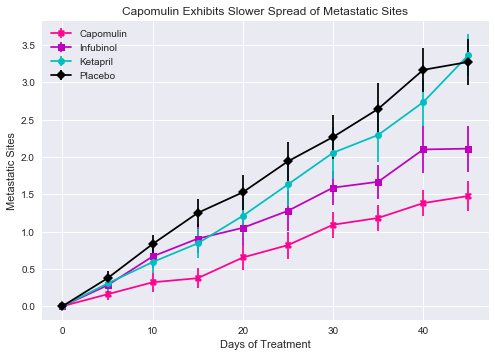 Capomulin Exhibits Slower Spread of Metastatic Sites
Capomulin
Infubinol
Ketapril
Placebo
Metastatic Sites
3.5
3.0
2.5
2.0
1.5
1.0
0.5
0.0
0
10
20
30
40
Days of Treatment